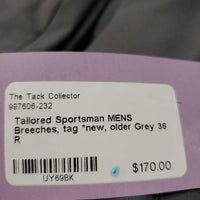 The Tack Collector
997606-232
Tailored Sportsman MENS
Breeches, tag *new, older Grey 36
R
$170.00
UY69BK